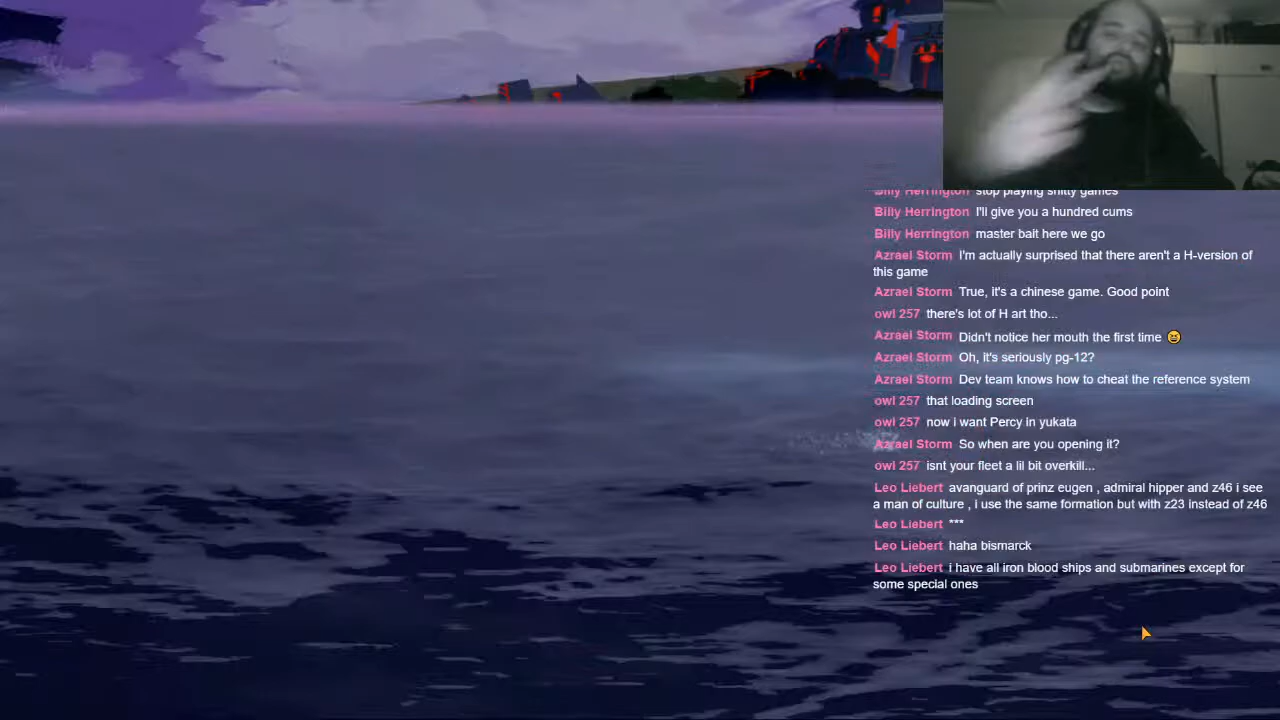 Billy Herrington stop playing shitty games
Billy Herrington I'll give you a hundred cums
Billy Herrington master bait here we go
Azrael Storm I'm actually surprised that there aren't a H-version of
this game
Azrael Storm True, it's a chinese game. Good point
owl 257 there's lot of H art tho...
Azrael Storm Didn't notice her mouth the first time 😆
Azrael Storm Oh, it's seriously pg-12?
Azrael Storm Dev team knows how to cheat the reference system
owl 257 that loading screen
owl 257 now i want Percy in yukata
Azrael Storm So when are you opening it?
owl 257 isnt your fleet a lil bit overkill...
Leo Liebert avanguard of prinz eugen , admiral hipper and z46 i see
a man of culture , i use the same formation but with z23 instead of z46
Leo Liebert ***
Leo Liebert haha bismarck
Leo Liebert i have all iron blood ships and submarines except for
some special ones